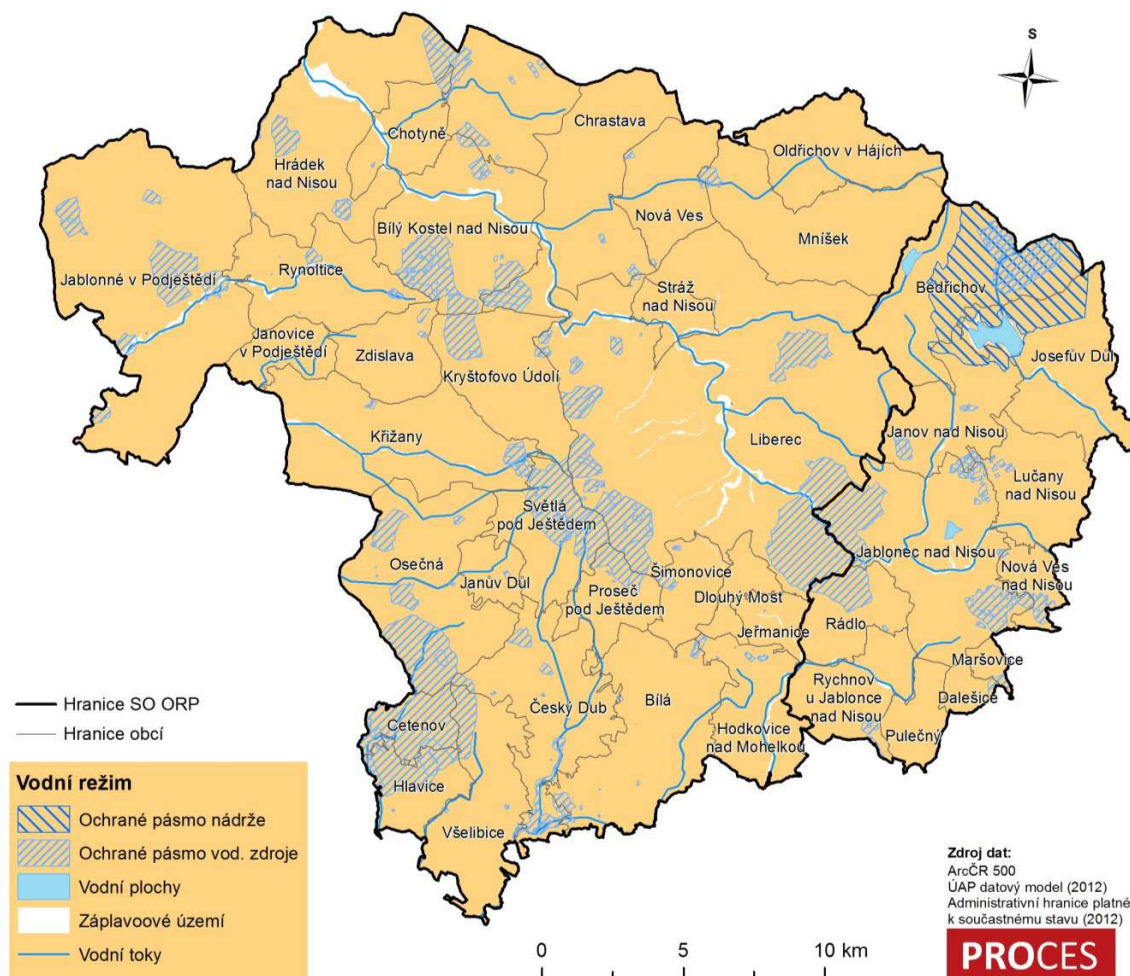 S
Chrastava
Chotyně
Oldřichov v Hájích
Hrádek
nad Nisou
Nová Ves
Bílý Kostel nad Nisou
Mníšek
Rynoltice
Jablonné v Podještědí
Stráž
nad Nisou
Bedřichov
Janovice
v Podještědí
Zdislava
Josefův Důl
Kryštofovo Údolí
Křižany
Liberec
Janov nad Nisou
Lučany
nad Nisou
Světlá
pod Ještědem
Osečná
Jablonec nad Nisou
Janův Důl
Šimonovice
Nová Ves
nad Nisou
Proseč
pod Ještědem
Dlouhý Most
Rádlo
Jeřmanice
Maršovice
Rychnov
u Jablonce
nad Nisou
Dalešice
Český Dub
Bílá
Cetenov
Hodkovice
nad Mohelkou
Pulečný
Hlavice
Všelibice
Hranice SO ORP
Hranice obcí
Vodní režim
Ochrané pásmo nádrže
Ochrané pásmo vod. zdroje
Vodní plochy
Záplavoové území
Vodní toky
0 5 10 km
Zdroj dat:
ArcČR 500
ÚAP datový model (2012)
Administrativní hranice platné
k součastnému stavu (2012)
PROCES